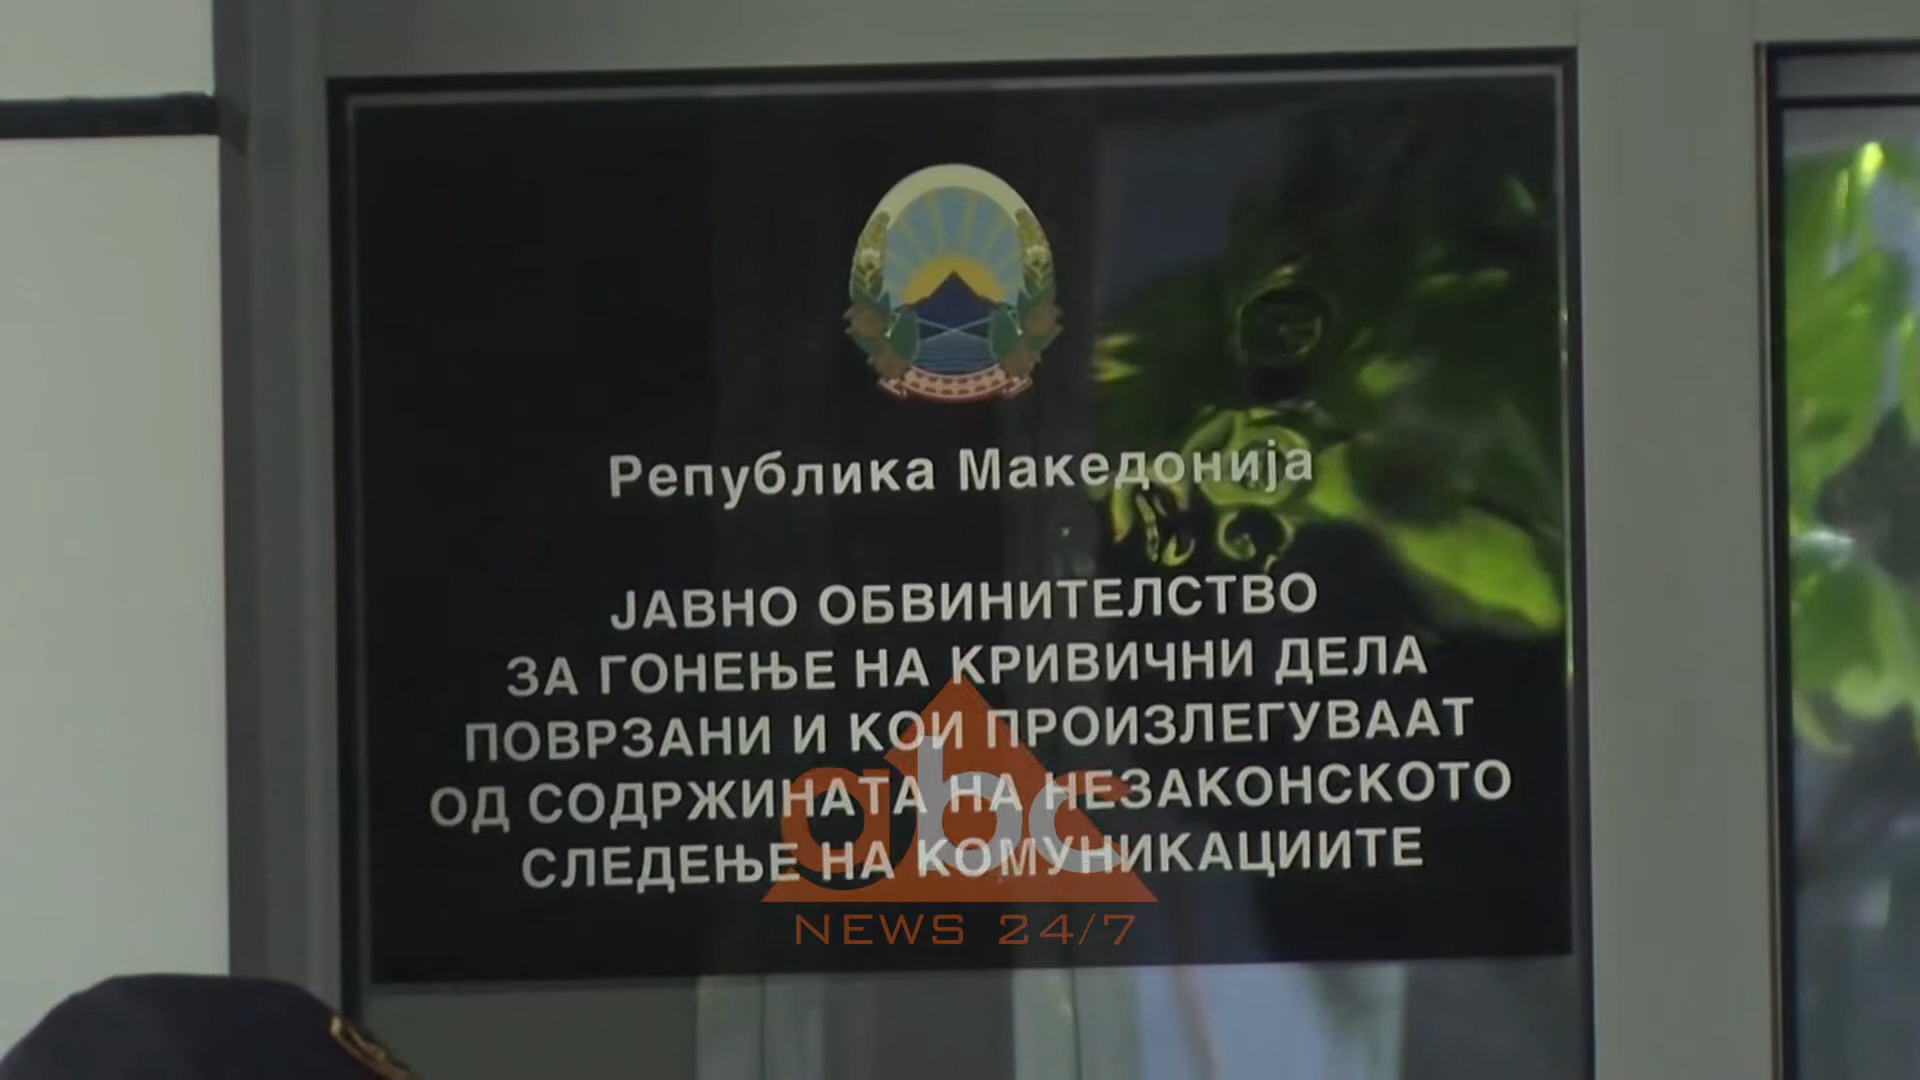 Република Македонија
ЈАВНО ОБВИНИТЕЛСТВО
ЗА ГОНЕЊЕ НА КРИВИЧНИ ДЕЛА
ПОВРЗАНИ И КОИ ПРОИЗЛЕГУВААТ
ОД СОДРЖИНАТА НА НЕЗАКОНСКОТО
СЛЕДЕЊЕ НА КОМУНИКАЦИИТЕ
abc
NEWS 24/7